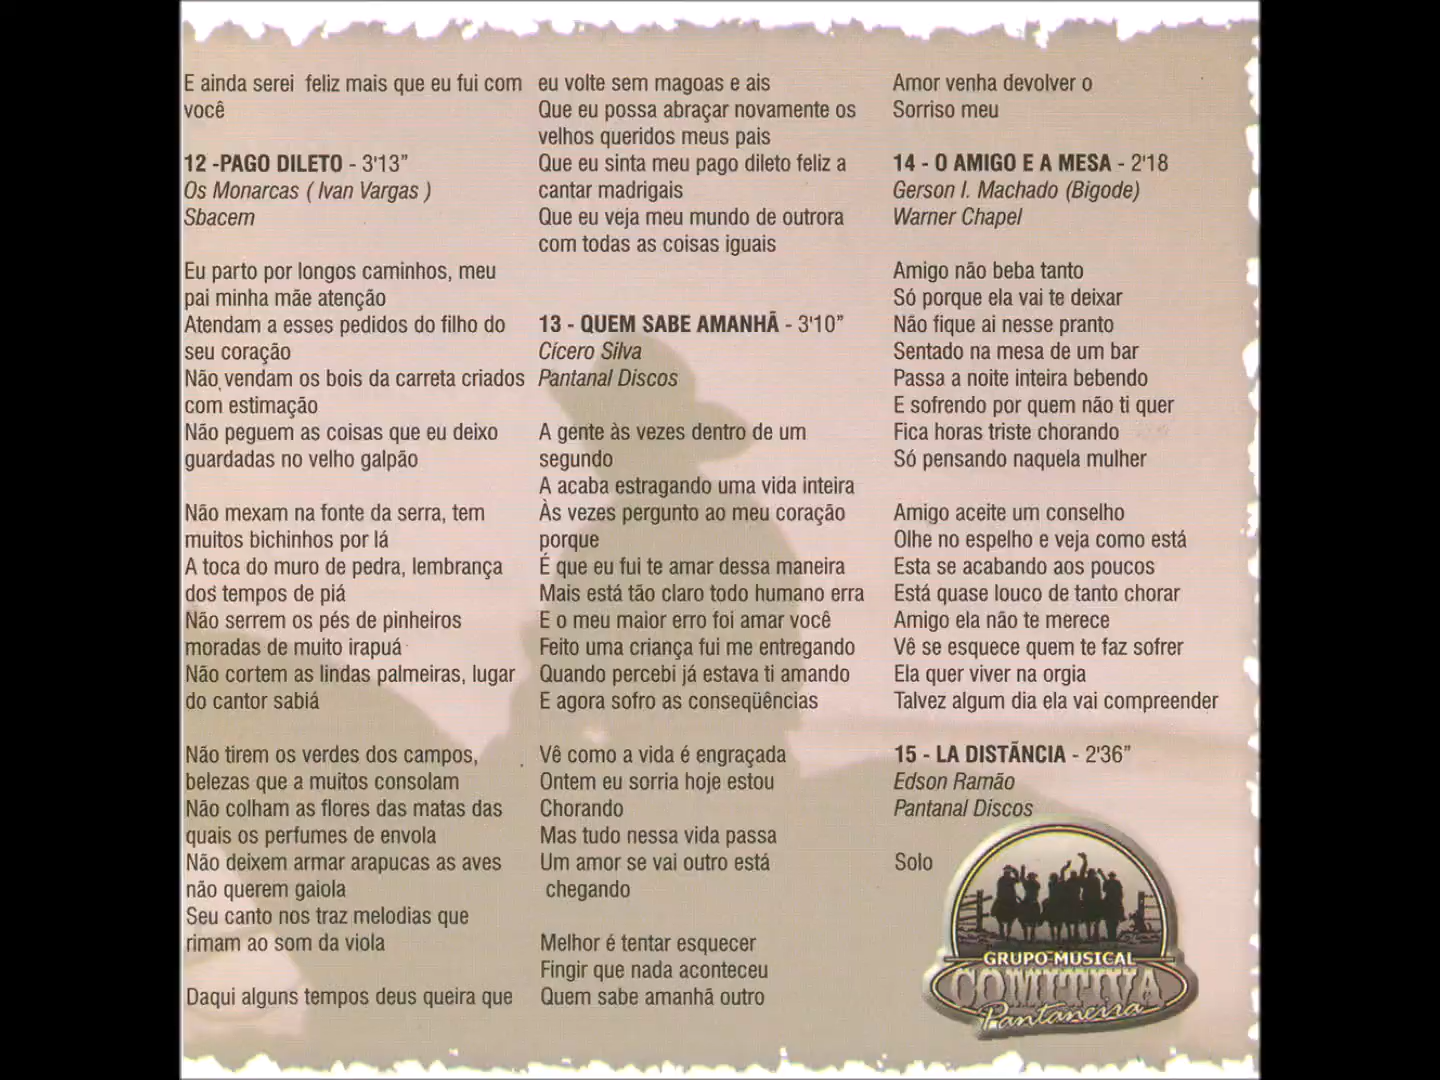 E ainda serei feliz mais que eu fui com
você
12 -PAGO DILETO - 3'13”
Os Monarcas ( Ivan Vargas )
Sbacem
Eu parto por longos caminhos, meu
pai minha mãe atenção
Atendam a esses pedidos do filho do
seu coração
Não vendam os bois da carreta criados
com estimação
Não peguem as coisas que eu deixo
guardadas no velho galpão
Não mexam na fonte da serra, tem
muitos bichinhos por lá
A toca do muro de pedra, lembrança
dos tempos de piá
Não serrem os pés de pinheiros
moradas de muito irapuá
Não cortem as lindas palmeiras, lugar
do cantor sabiá
Não tirem os verdes dos campos,
belezas que a muitos consolam
Não colham as flores das matas das
quais os perfumes de envola
Não deixem armar arapucas as aves
não querem gaiola
Seu canto nos traz melodias que
rimam ao som da viola
Daqui alguns tempos deus queira que
eu volte sem magoas e ais
Que eu possa abraçar novamente os
velhos queridos meus pais
Que eu sinta meu pago dileto feliz a
cantar madrigais
Que eu veja meu mundo de outrora
com todas as coisas iguais
13 - QUEM SABE AMANHÃ - 3'10”
Cícero Silva
Pantanal Discos
A gente às vezes dentro de um
segundo
A acaba estragando uma vida inteira
Às vezes pergunto ao meu coração
porque
É que eu fui te amar dessa maneira
Mais está tão claro todo humano erra
E o meu maior erro foi amar você
Feito uma criança fui me entregando
Quando percebi já estava ti amando
E agora sofro as conseqüências
Vê como a vida é engraçada
Ontem eu sorria hoje estou
Chorando
Mas tudo nessa vida passa
Um amor se vai outro está
chegando
Melhor é tentar esquecer
Fingir que nada aconteceu
Quem sabe amanhã outro
Amor venha devolver o
Sorriso meu
14 - O AMIGO E A MESA - 2'18
Gerson I. Machado (Bigode)
Warner Chapel
Amigo não beba tanto
Só porque ela vai te deixar
Não fique ai nesse pranto
Sentado na mesa de um bar
Passa a noite inteira bebendo
E sofrendo por quem não ti quer
Fica horas triste chorando
Só pensando naquela mulher
Amigo aceite um conselho
Olhe no espelho e veja como está
Esta se acabando aos poucos
Está quase louco de tanto chorar
Amigo ela não te merece
Vê se esquece quem te faz sofrer
Ela quer viver na orgia
Talvez algum dia ela vai compreender
15 - LA DISTÃNCIA - 2'36”
Edson Ramão
Pantanal Discos
Solo
GRUPO MUSICAL
COMITIVA
Pantaneira